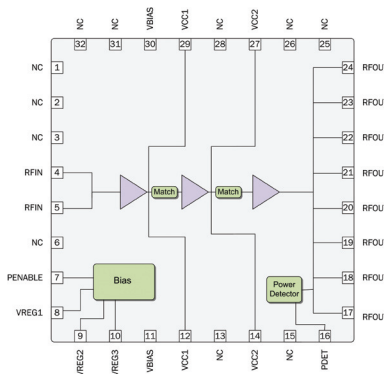 NC NC VBIAS VCC1 NC VCC2 NC NC
32 31 30 29 28 27 26 25
NC 1
24 RFOU
NC 2
23 RFOU
NC 3
22 RFOU
RFIN 4
21 RFOU
Match Match
RFIN 5
20 RFOU
NC 6
19 RFOU
PENABLE 7
Bias
18 RFOU
Power
Detector
VREG1 8
17 RFOU
9 10 11 12 13 14 15 16
VREG2 VREG3 VBIAS VCC1 NC VCC2 NC PDET